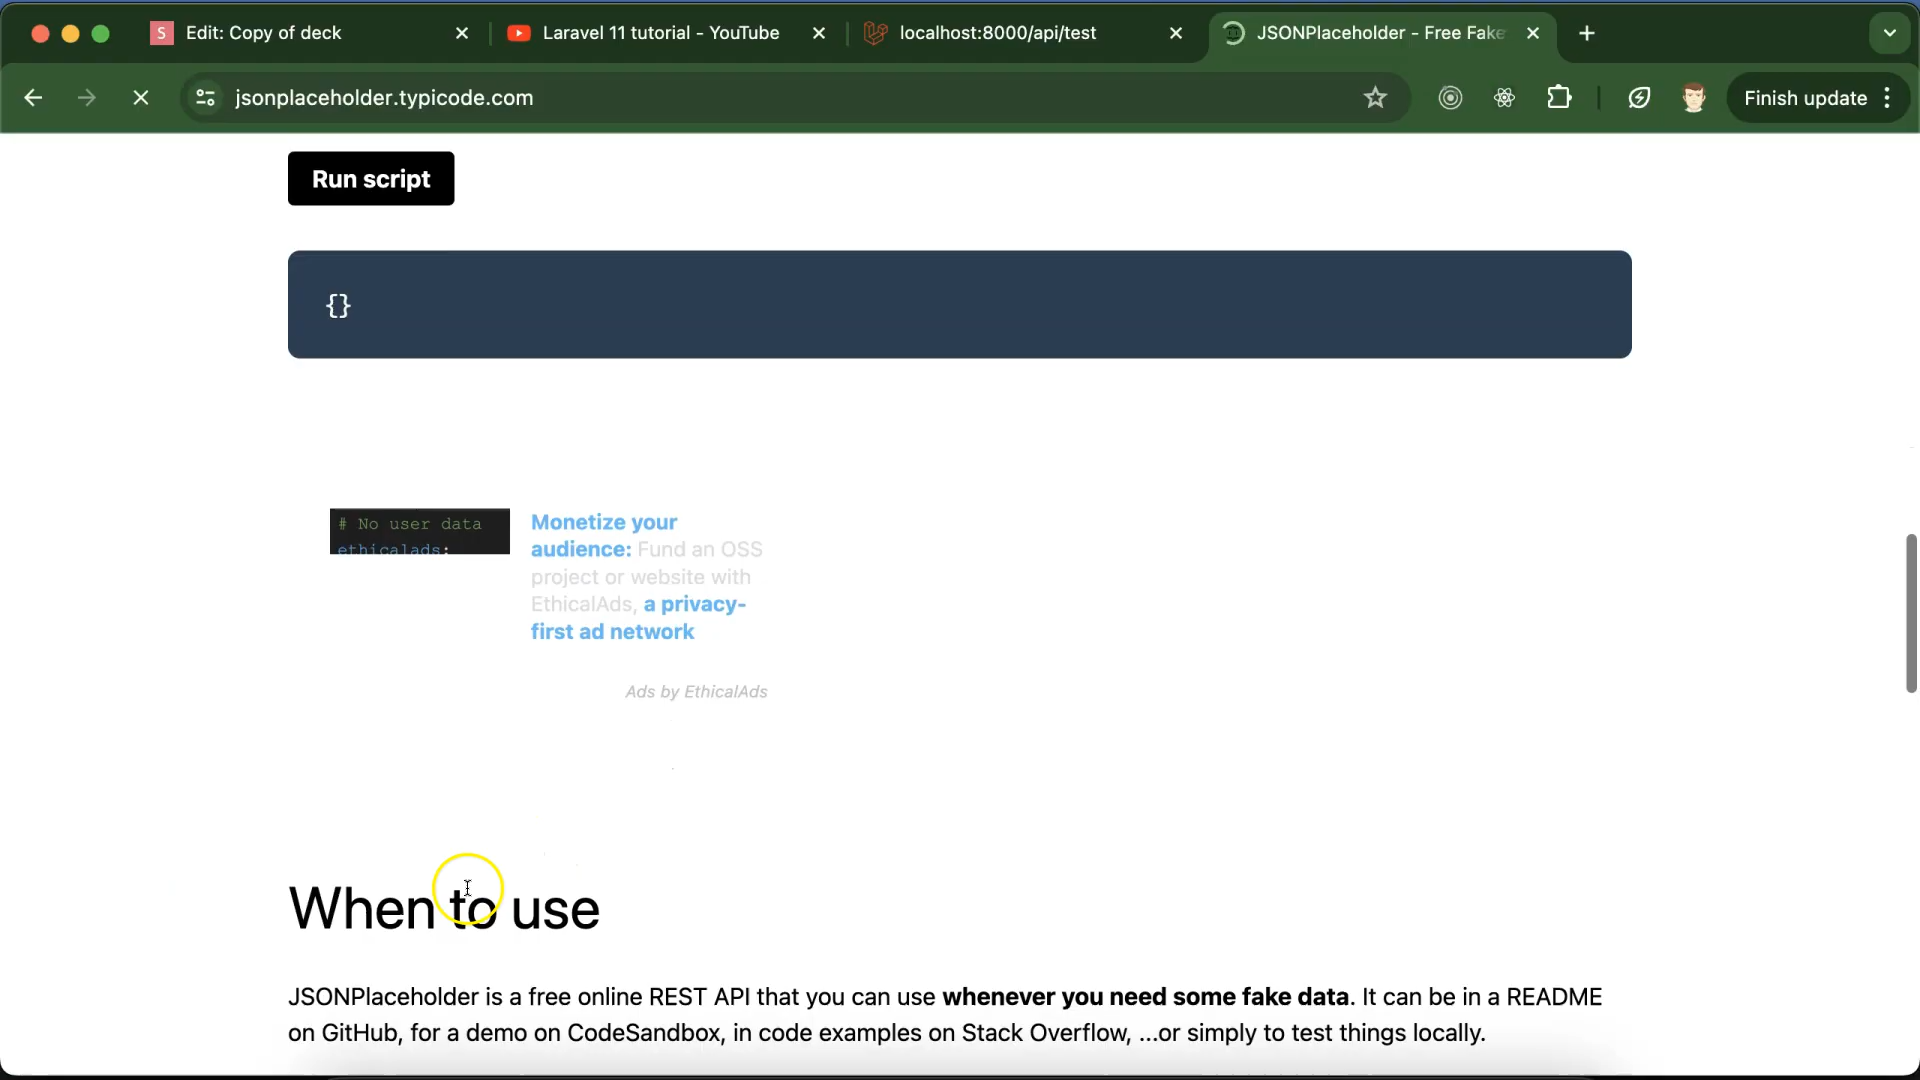 Edit: Copy of deck
Laravel 11 tutorial - YouTube
localhost:8000/api/test
JSONPlaceholder - Free Fake
jsonplaceholder.typicode.com
Finish update
Run script
{}
# No user data
ethicalads:
Monetize your
audience: Fund an OSS
project or website with
EthicalAds, a privacy-
first ad network
Ads by EthicalAds
When to use
JSONPlaceholder is a free online REST API that you can use whenever you need some fake data. It can be in a README
on GitHub, for a demo on CodeSandbox, in code examples on Stack Overflow, ...or simply to test things locally.